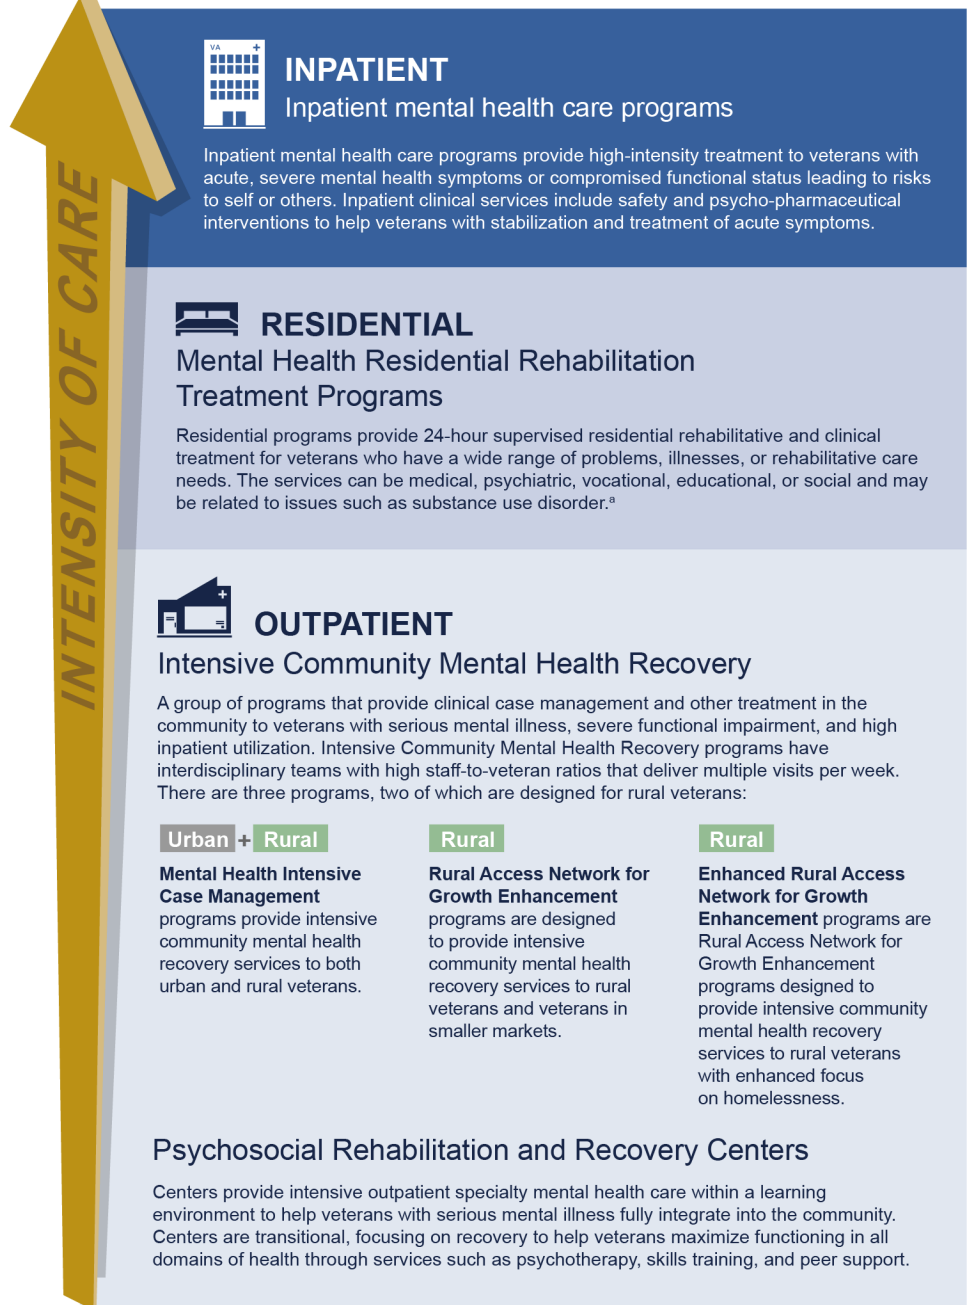 INTENSITY OF CARE
VA
INPATIENT
Inpatient mental health care programs
Inpatient mental health care programs provide high-intensity treatment to veterans with
acute, severe mental health symptoms or compromised functional status leading to risks
to self or others. Inpatient clinical services include safety and psycho-pharmaceutical
interventions to help veterans with stabilization and treatment of acute symptoms.
RESIDENTIAL
Mental Health Residential Rehabilitation
Treatment Programs
Residential programs provide 24-hour supervised residential rehabilitative and clinical
treatment for veterans who have a wide range of problems, illnesses, or rehabilitative care
needs. The services can be medical, psychiatric, vocational, educational, or social and may
be related to issues such as substance use disorder.ª
OUTPATIENT
Intensive Community Mental Health Recovery
A group of programs that provide clinical case management and other treatment in the
community to veterans with serious mental illness, severe functional impairment, and high
inpatient utilization. Intensive Community Mental Health Recovery programs have
interdisciplinary teams with high staff-to-veteran ratios that deliver multiple visits per week.
There are three programs, two of which are designed for rural veterans:
Urban + Rural
Mental Health Intensive
Case Management
programs provide intensive
community mental health
recovery services to both
urban and rural veterans.
Rural
Rural Access Network for
Growth Enhancement
programs are designed
to provide intensive
community mental health
recovery services to rural
veterans and veterans in
smaller markets.
Rural
Enhanced Rural Access
Network for Growth
Enhancement programs are
Rural Access Network for
Growth Enhancement
programs designed to
provide intensive community
mental health recovery
services to rural veterans
with enhanced focus
on homelessness.
Psychosocial Rehabilitation and Recovery Centers
Centers provide intensive outpatient specialty mental health care within a learning
environment to help veterans with serious mental illness fully integrate into the community.
Centers are transitional, focusing on recovery to help veterans maximize functioning in all
domains of health through services such as psychotherapy, skills training, and peer support.